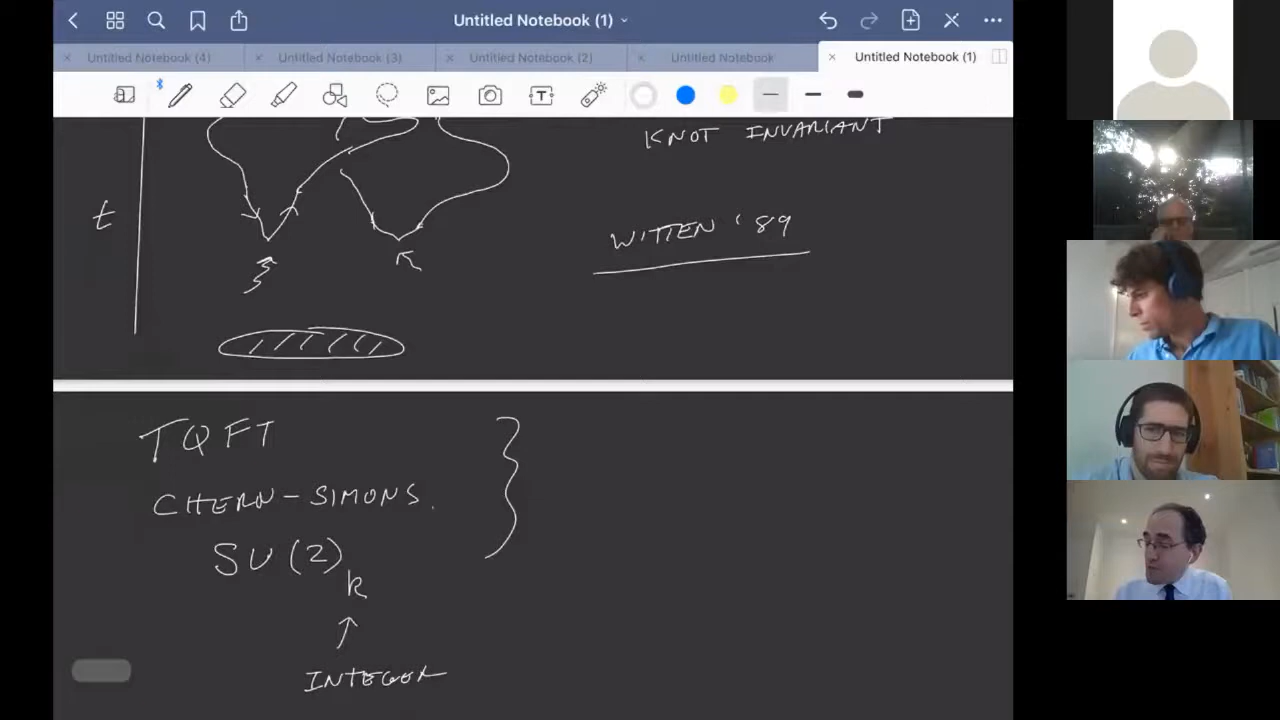 Untitled Notebook (1)
Untitled Notebook (4)
Untitled Notebook (3)
Untitled Notebook (2)
Untitled Notebook
Untitled Notebook (1)
KNOT INVARIANT
t
WITTEN '89
TQFT
CHERN-SIMONS.
SU(2)k
INTEGER